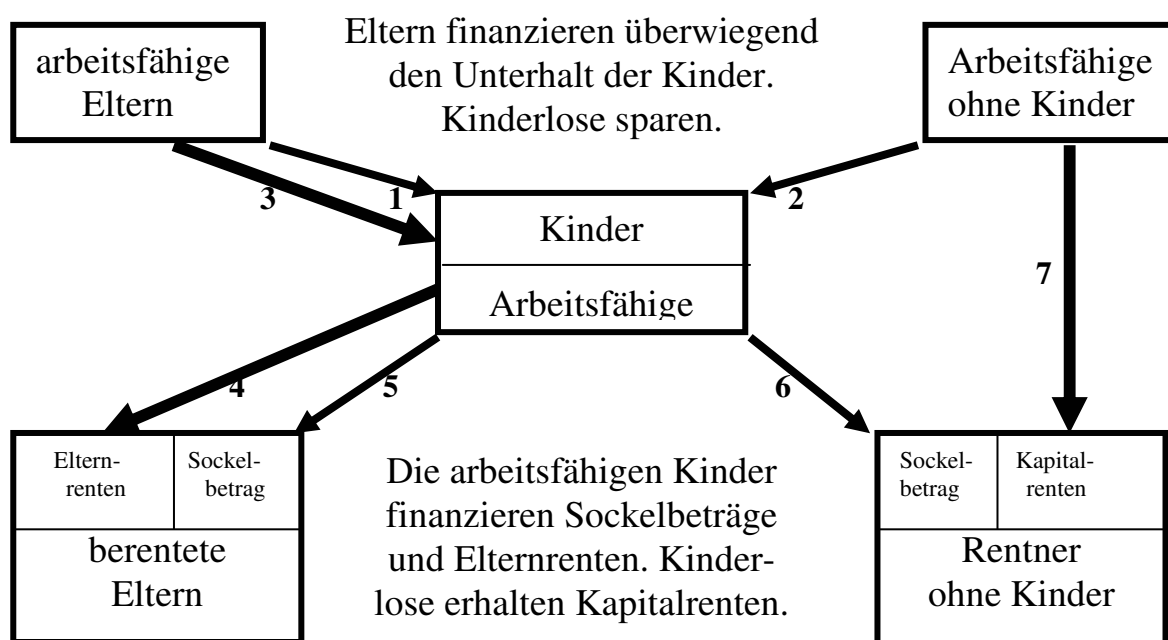 arbeitsfähige
Eltern
Eltern finanzieren überwiegend
den Unterhalt der Kinder.
Kinderlose sparen.
Arbeitsfähige
ohne Kinder
3
1
2
Kinder
Arbeitsfähige
7
4
5
6
Eltern-
renten
Sockel-
betrag
berentete
Eltern
Die arbeitsfähigen Kinder
finanzieren Sockelbeträge
und Elternrenten. Kinder-
lose erhalten Kapitalrenten.
Sockel-
betrag
Kapital-
renten
Rentner
ohne Kinder